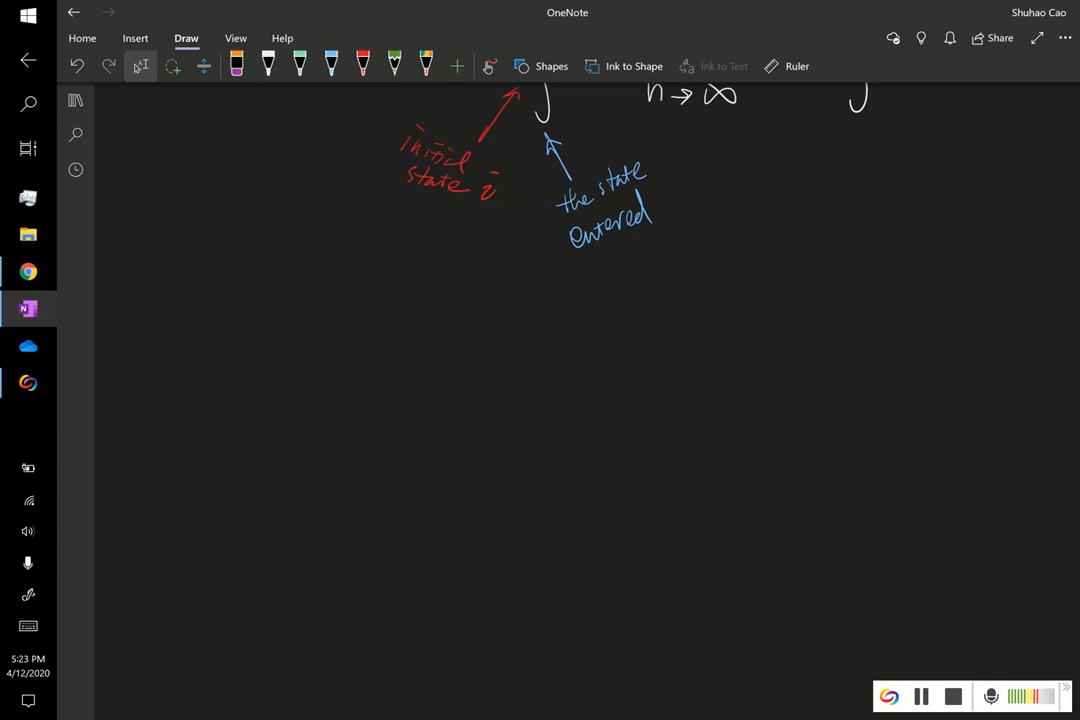 OneNote
Shuhao Cao
Home Insert Draw View Help
Share
Shapes Ink to Shape Ink to Text Ruler
j n → ∞ j
initial
state i
the state
entered
5:23 PM
4/12/2020